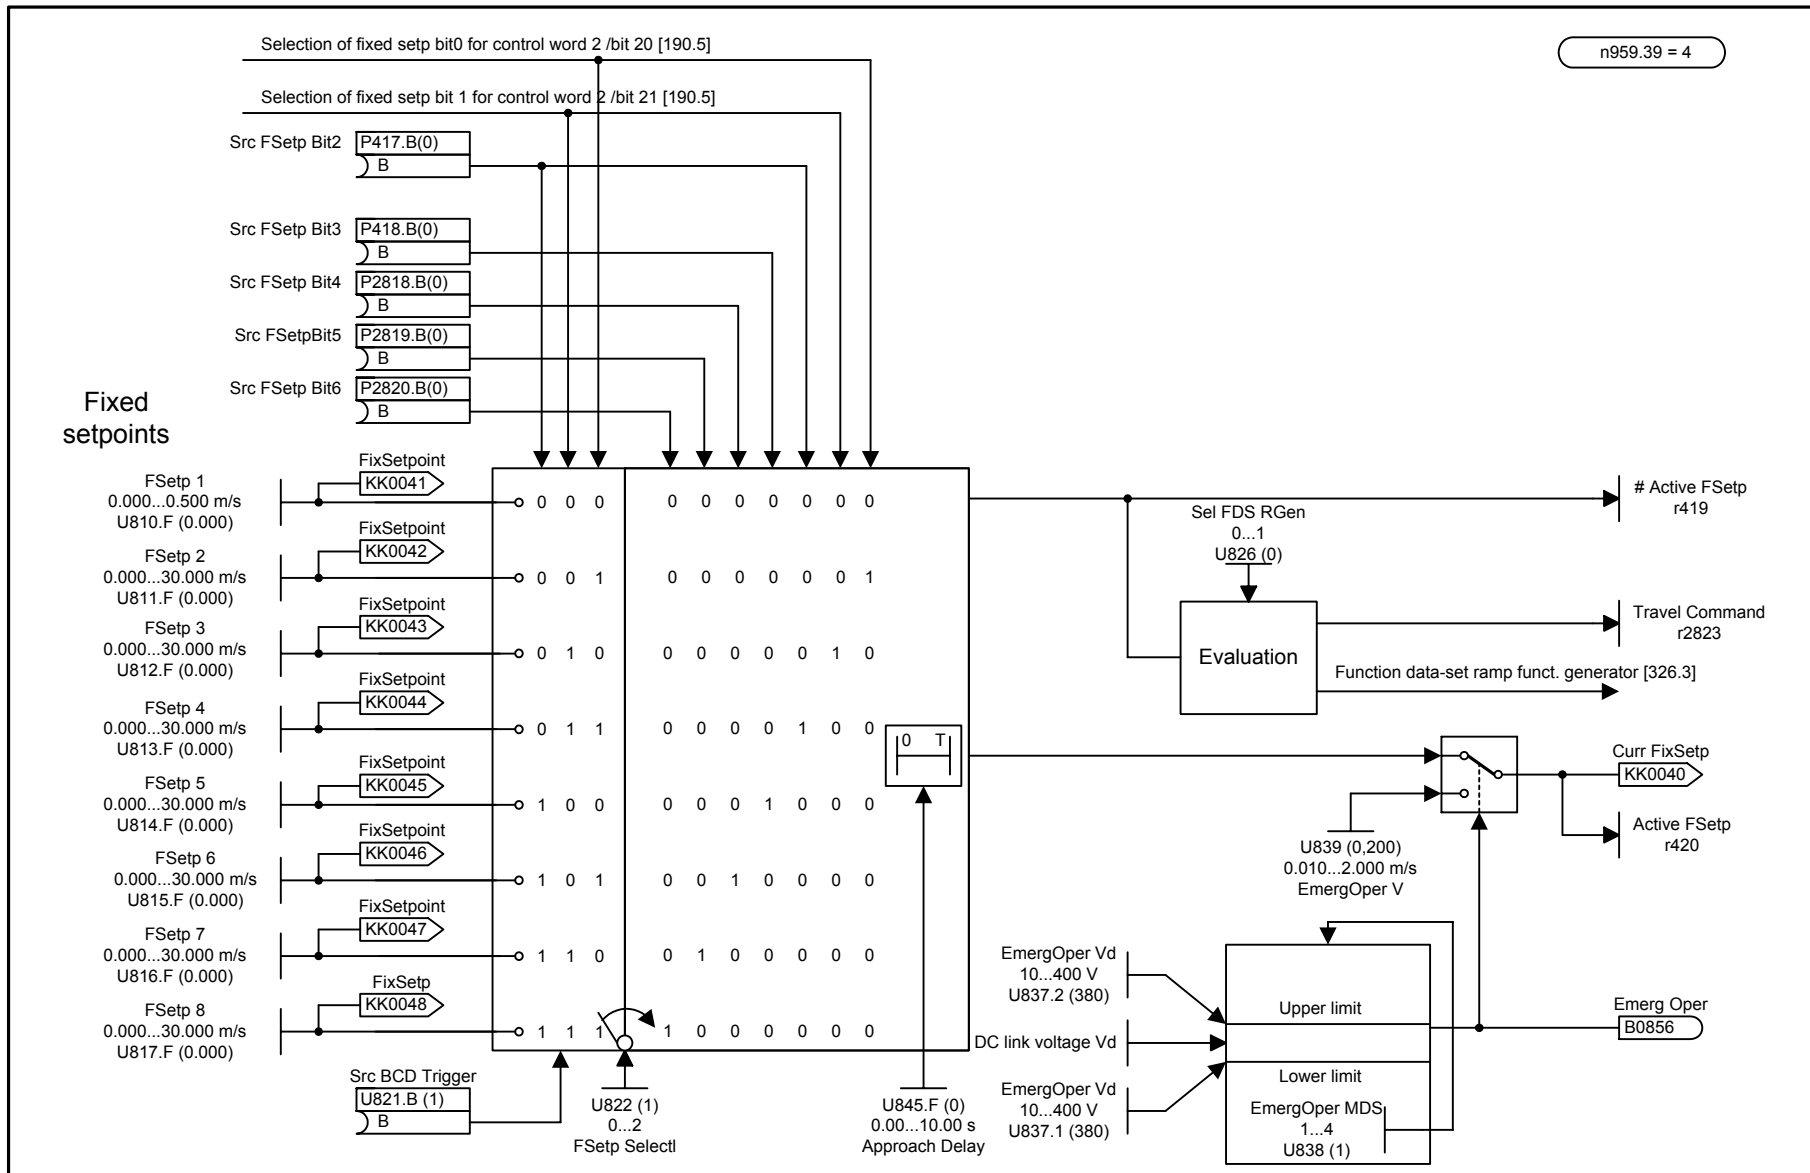 Selection of fixed setp bit0 for control word 2 /bit 20 [190.5]
n959.39 = 4
Selection of fixed setp bit 1 for control word 2 /bit 21 [190.5]
Src FSetp Bit2
P417.B(0)
B
Src FSetp Bit3
P418.B(0)
B
Src FSetp Bit4
P2818.B(0)
B
Src FSetpBit5
P2819.B(0)
B
Src FSetp Bit6
P2820.B(0)
B
Fixed
setpoints
FSetp 1
0.000...0.500 m/s
U810.F (0.000)
FixSetpoint
KK0041
0 0 0
0 0 0 0 0 0 0
FSetp 2
0.000...30.000 m/s
U811.F (0.000)
FixSetpoint
KK0042
0 0 1
0 0 0 0 0 0 1
FSetp 3
0.000...30.000 m/s
U812.F (0.000)
FixSetpoint
KK0043
0 1 0
0 0 0 0 0 1 0
FSetp 4
0.000...30.000 m/s
U813.F (0.000)
FixSetpoint
KK0044
0 1 1
0 0 0 0 1 0 0
FSetp 5
0.000...30.000 m/s
U814.F (0.000)
FixSetpoint
KK0045
1 0 0
0 0 0 1 0 0 0
FSetp 6
0.000...30.000 m/s
U815.F (0.000)
FixSetpoint
KK0046
1 0 1
0 0 1 0 0 0 0
FSetp 7
0.000...30.000 m/s
U816.F (0.000)
FixSetpoint
KK0047
1 1 0
0 1 0 0 0 0 0
FSetp 8
0.000...30.000 m/s
U817.F (0.000)
FixSetp
KK0048
1 1 1
1 0 0 0 0 0 0
Src BCD Trigger
U821.B (1)
B
U822 (1)
0...2
FSetp Selectl
0 T
U845.F (0)
0.00...10.00 s
Approach Delay
# Active FSetp
r419
Sel FDS RGen
0...1
U826 (0)
Evaluation
Travel Command
r2823
Function data-set ramp funct. generator [326.3]
Curr FixSetp
KK0040
Active FSetp
r420
U839 (0,200)
0.010...2.000 m/s
EmergOper V
EmergOper Vd
10...400 V
U837.2 (380)
Upper limit
DC link voltage Vd
Lower limit
EmergOper Vd
10...400 V
U837.1 (380)
EmergOper MDS
1...4
U838 (1)
Emerg Oper
B0856